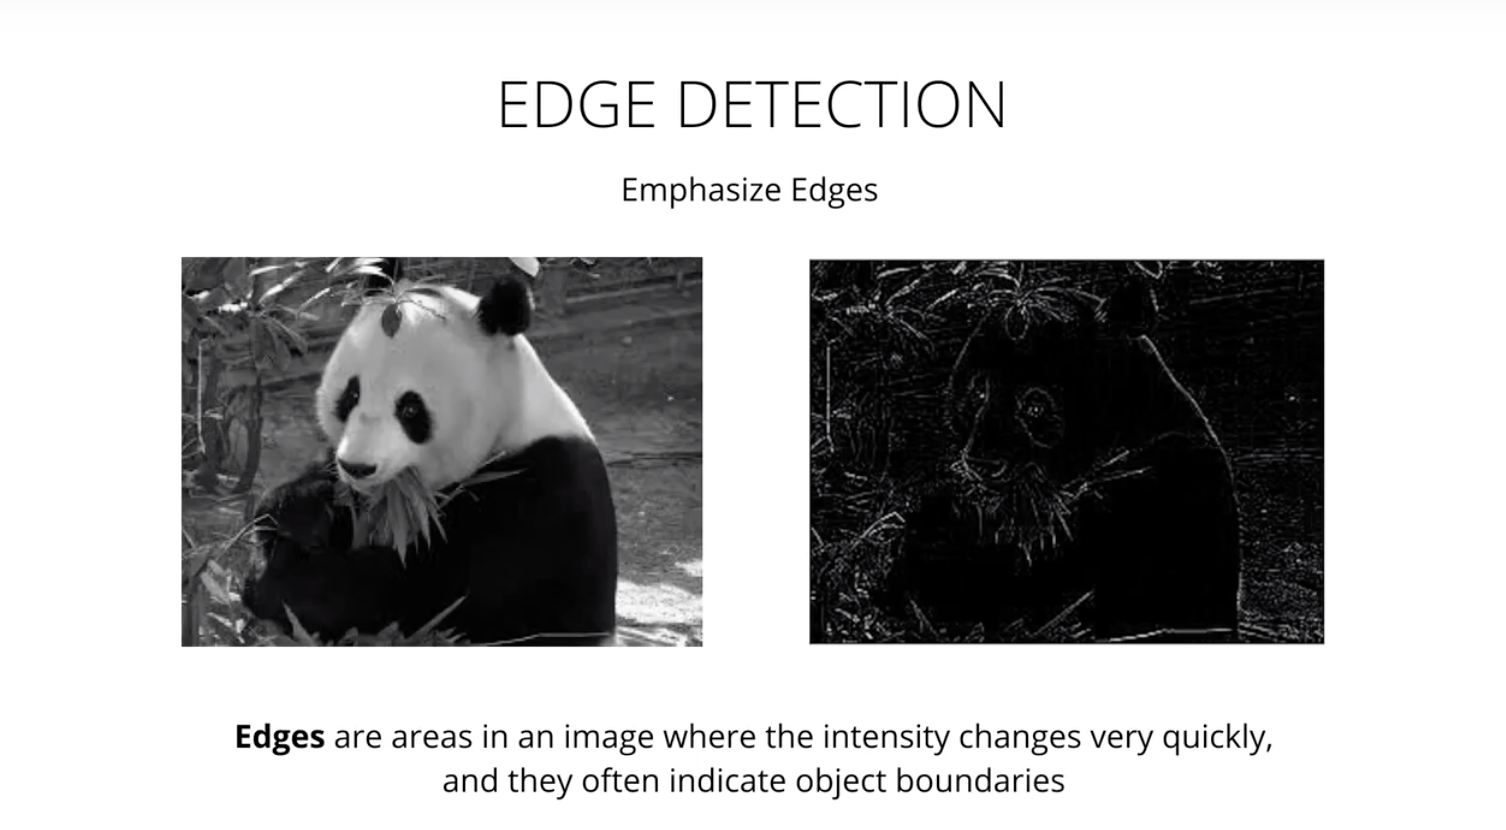 EDGE DETECTION
Emphasize Edges
Edges are areas in an image where the intensity changes very quickly,
and they often indicate object boundaries